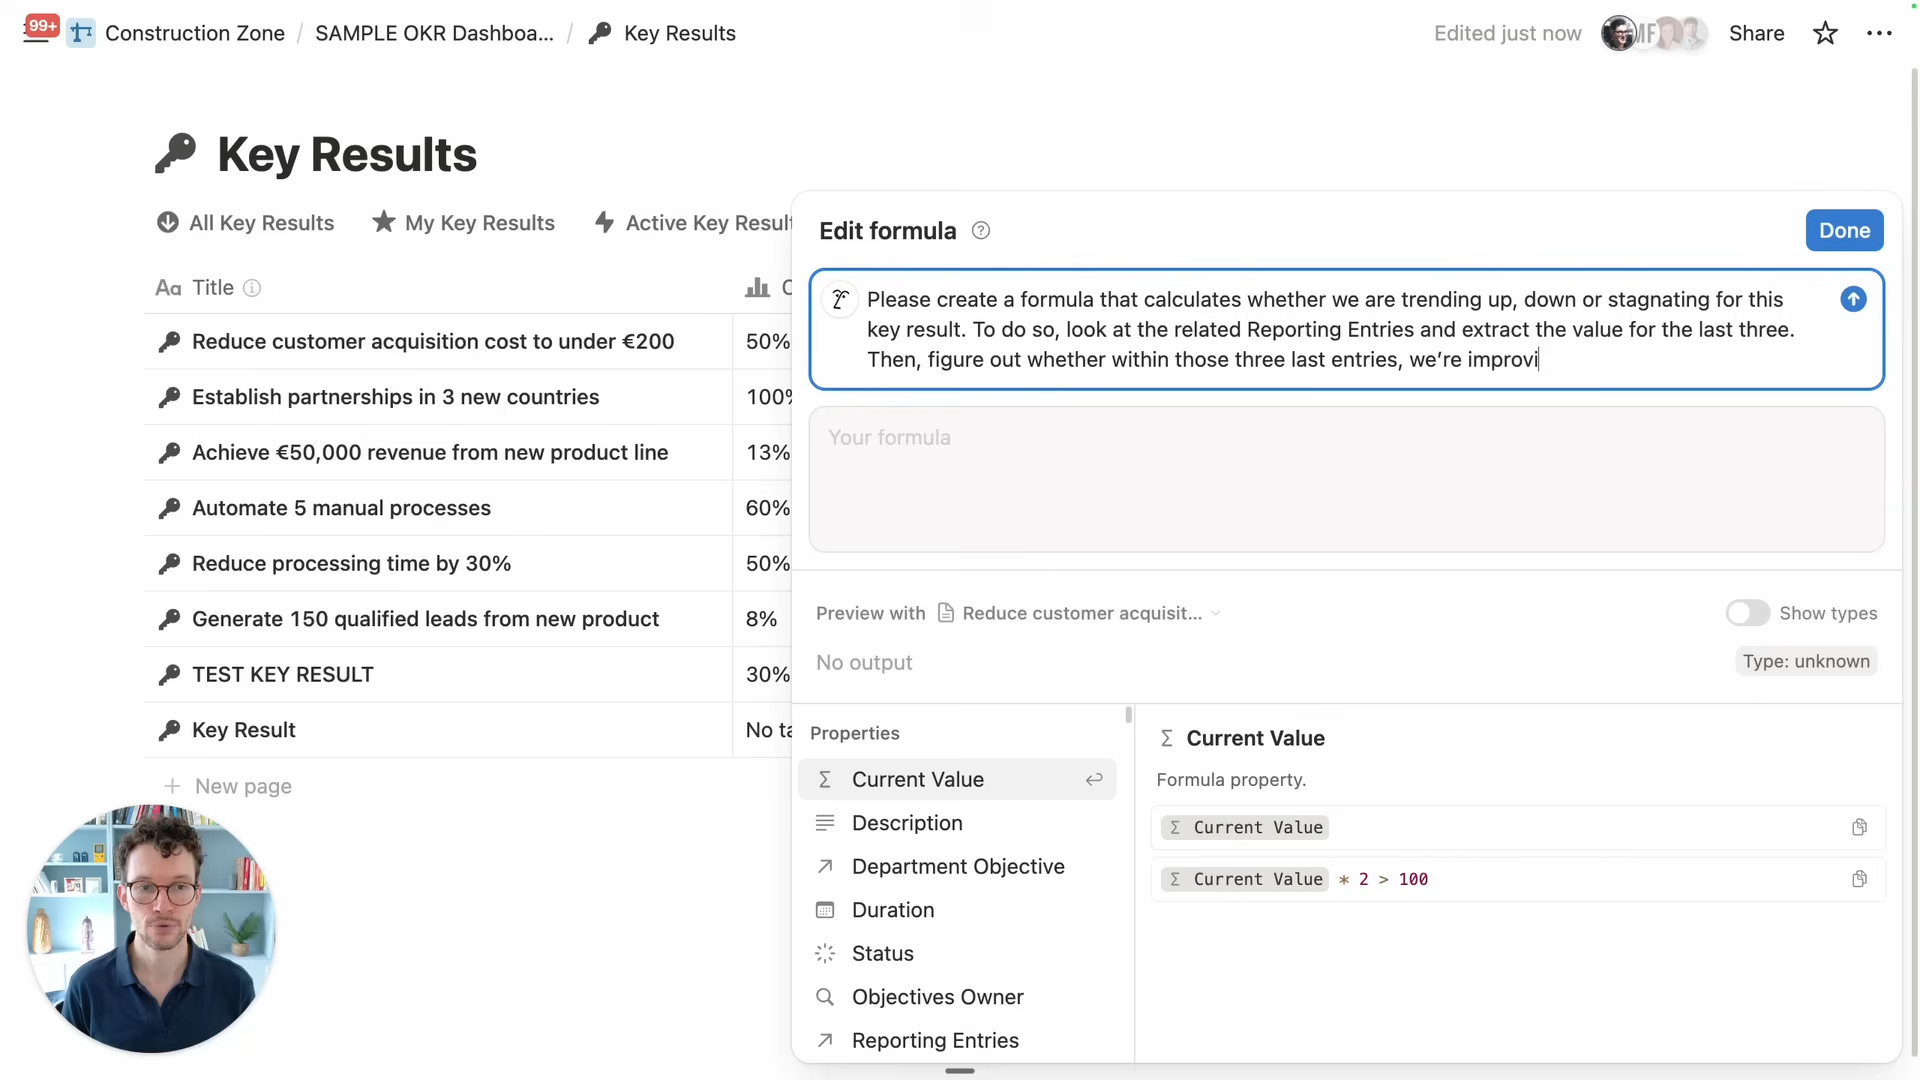 99+
Construction Zone / SAMPLE OKR Dashboa... / Key Results
Edited just now
MF
Share
Key Results
All Key Results
My Key Results
Active Key Result
Aa Title
50%
Reduce customer acquisition cost to under €200
100%
Establish partnerships in 3 new countries
13%
Achieve €50,000 revenue from new product line
60%
Automate 5 manual processes
50%
Reduce processing time by 30%
8%
Generate 150 qualified leads from new product
30%
TEST KEY RESULT
No ta
Key Result
+ New page
Edit formula
Done
Please create a formula that calculates whether we are trending up, down or stagnating for this
key result. To do so, look at the related Reporting Entries and extract the value for the last three.
Then, figure out whether within those three last entries, we’re improvi
Your formula
Preview with Reduce customer acquisit...
Show types
No output
Type: unknown
Properties
Σ Current Value
Description
Department Objective
Duration
Status
Objectives Owner
Reporting Entries
Σ Current Value
Formula property.
Σ Current Value
Σ Current Value * 2 > 100